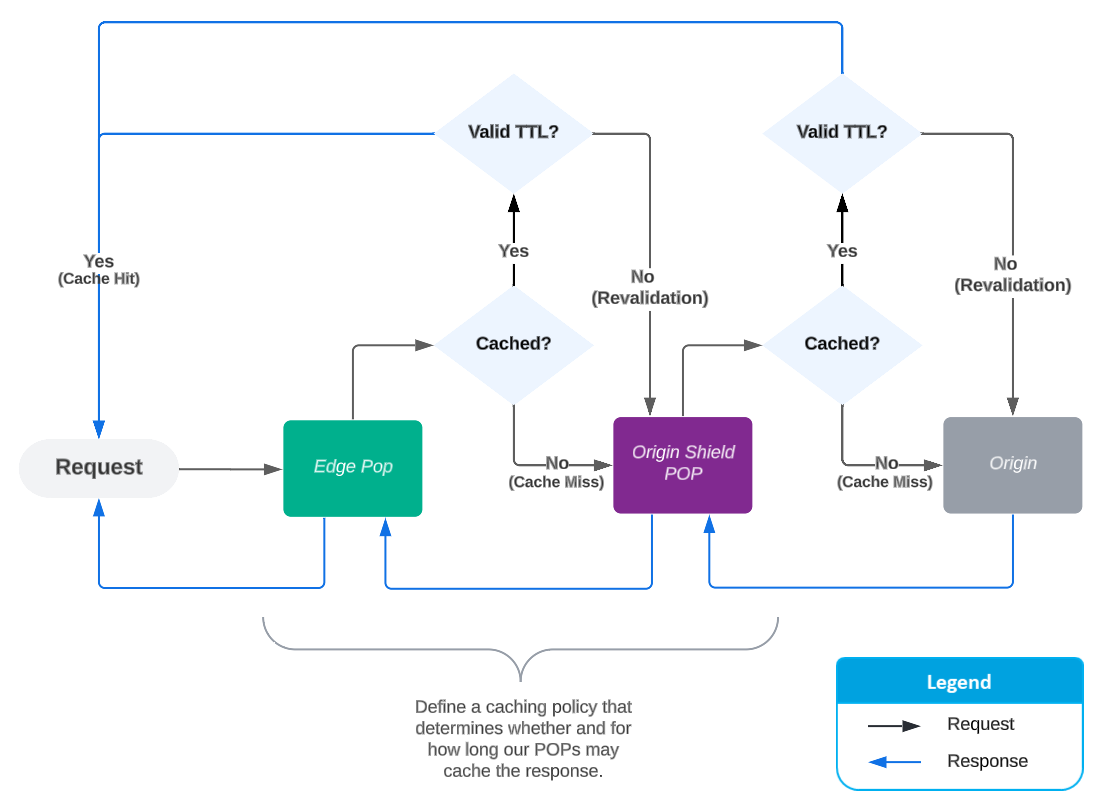 Valid TTL?
Valid TTL?
Yes
(Cache Hit)
Yes
No
(Revalidation)
Yes
No
(Revalidation)
Cached?
Cached?
Request
Edge Pop
No
(Cache Miss)
Origin Shield
POP
No
(Cache Miss)
Origin
Define a caching policy that
determines whether and for
how long our POPs may
cache the response.
Legend
Request
Response